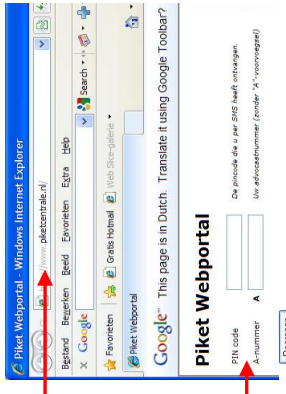 Piket Webportal - Windows Internet Explorer
http://www.piketcentrale.nl/
Bestand Bewerken Beeld Favorieten Extra Help
x Google Search
Favorieten Gratis Hotmail Web Slice-galerie
Piket Webportal
Google™ This page is in Dutch. Translate it using Google Toolbar?
Piket Webportal
PIN code De pincode die u per SMS heeft ontvangen.
A-nummer A Uw advocaatnummer (zonder "A"-voorvoegsel)